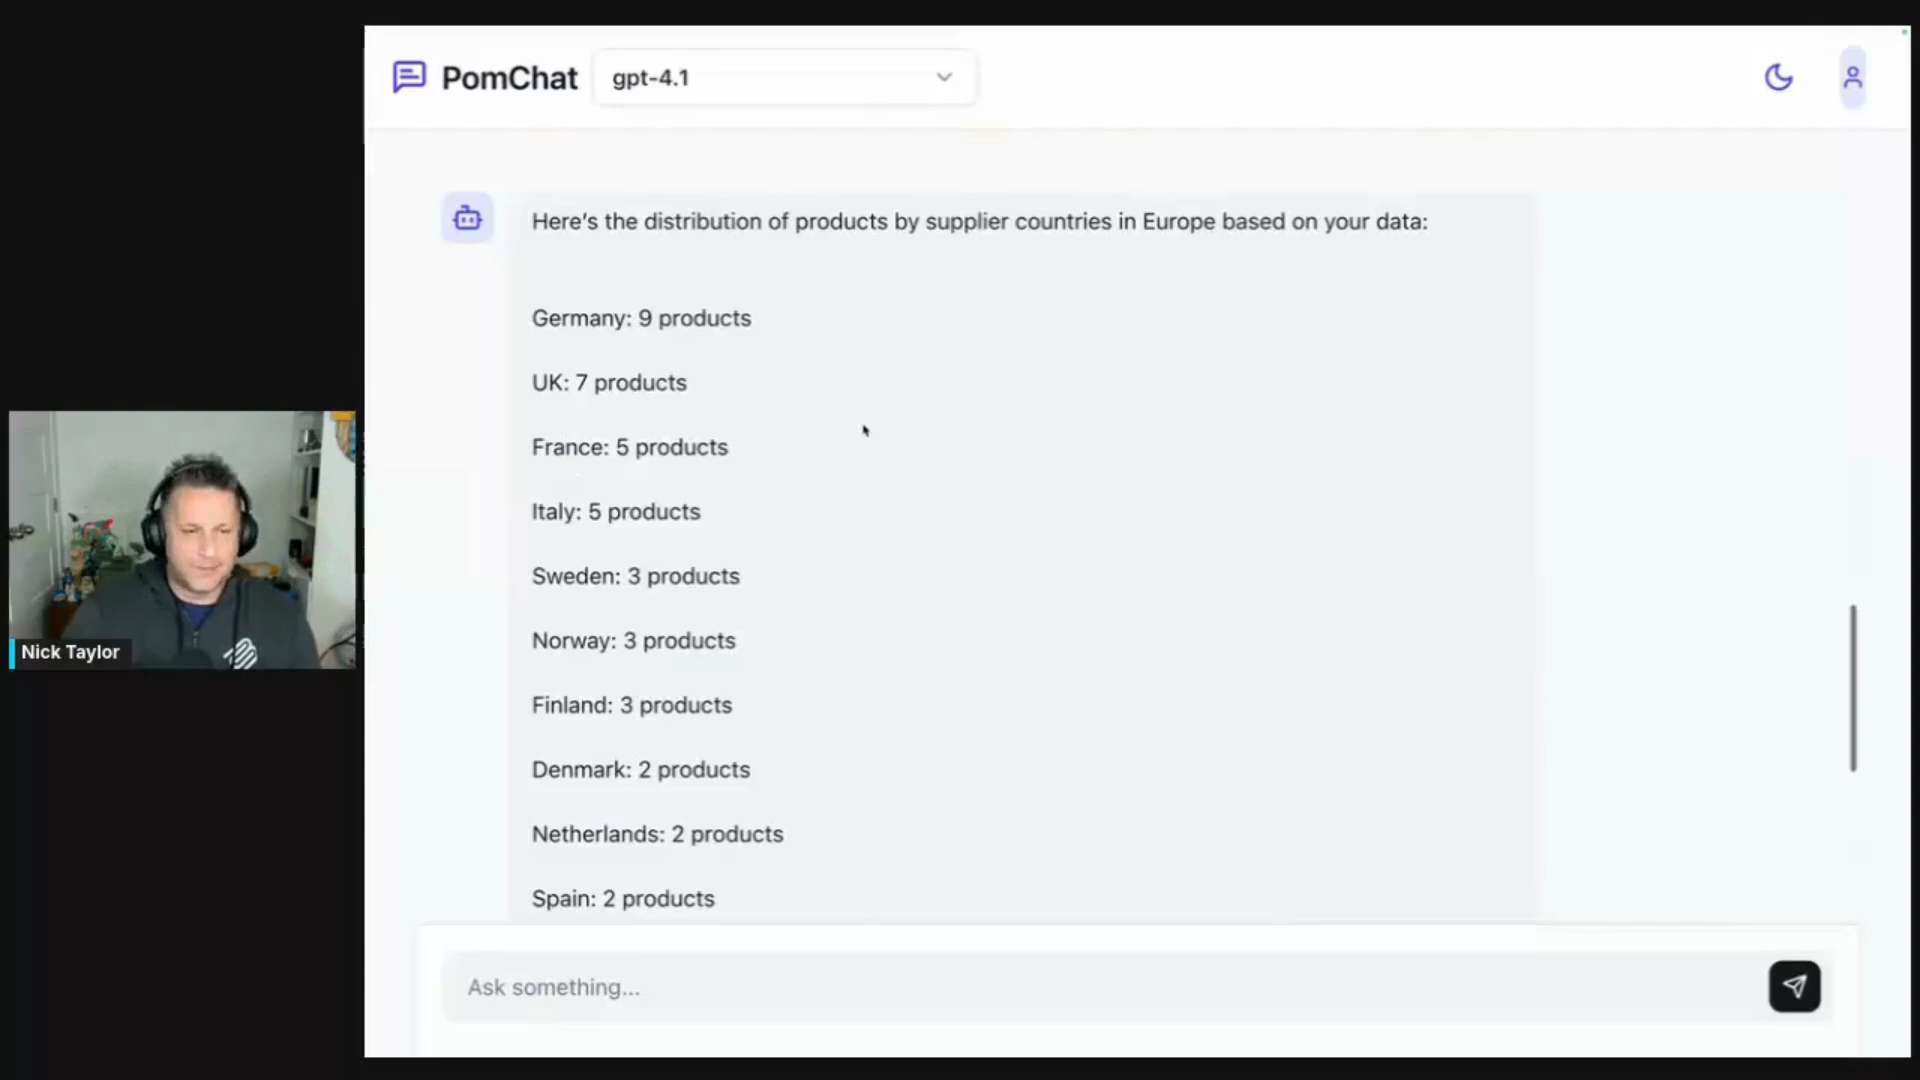 PomChat
gpt-4.1
Here's the distribution of products by supplier countries in Europe based on your data:
Germany: 9 products
UK: 7 products
France: 5 products
Italy: 5 products
Sweden: 3 products
Norway: 3 products
Finland: 3 products
Denmark: 2 products
Netherlands: 2 products
Spain: 2 products
Ask something...
Nick Taylor